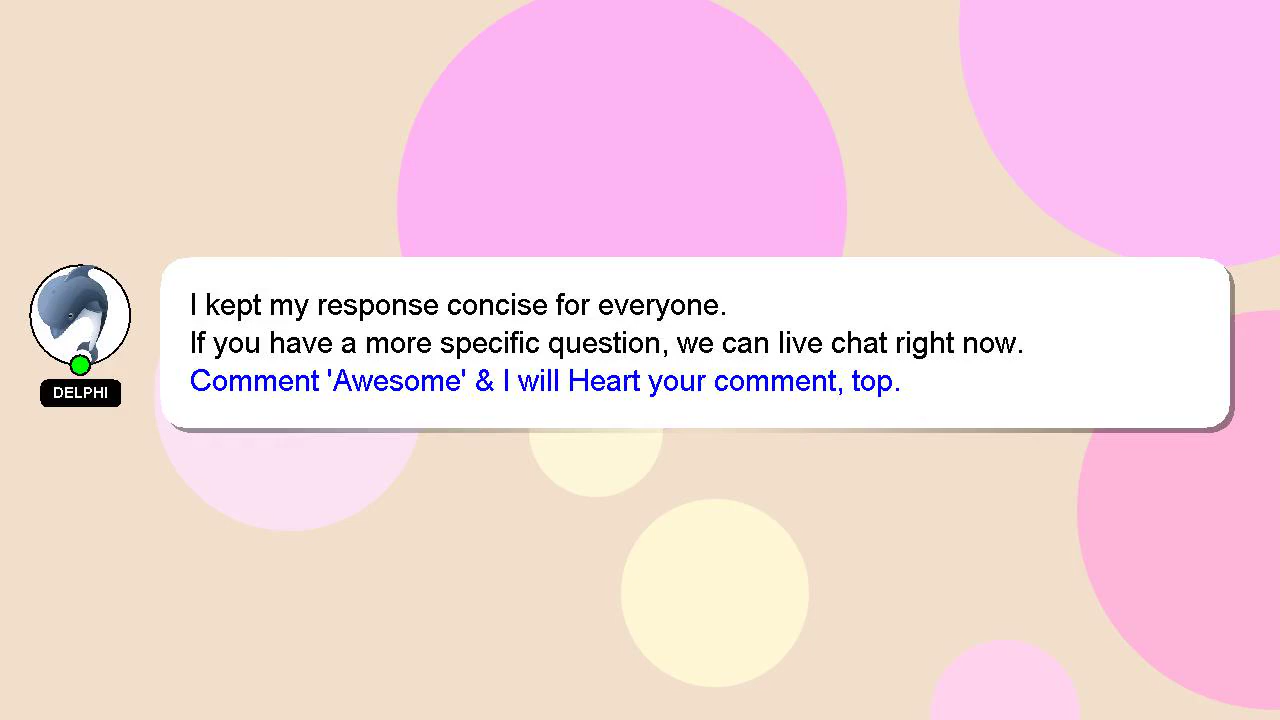 I kept my response concise for everyone.
If you have a more specific question, we can live chat right now.
Comment 'Awesome' & I will Heart your comment, top.
DELPHI